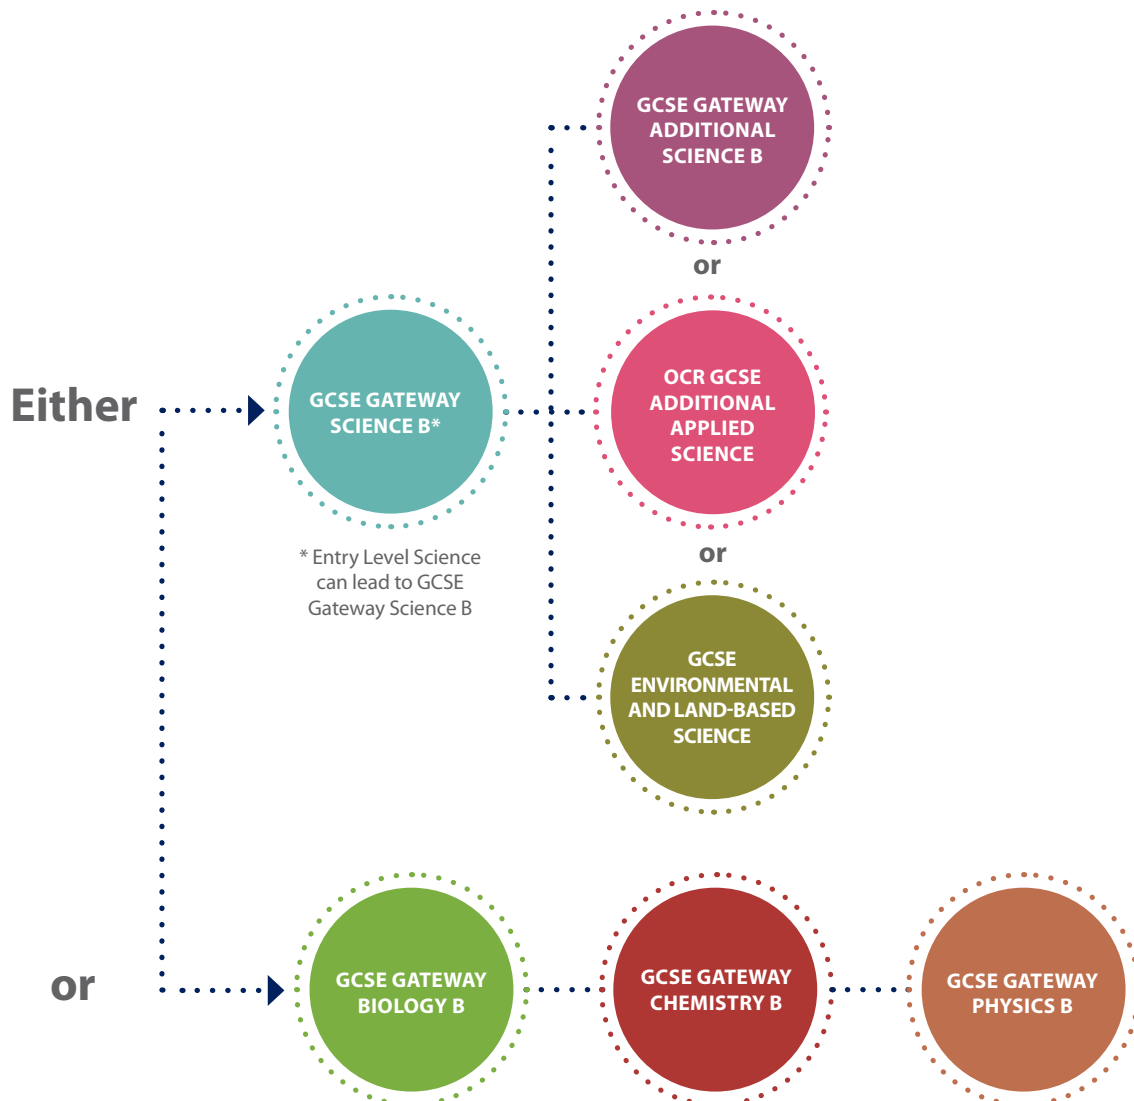 GCSE GATEWAY
ADDITIONAL
SCIENCE B
or
Either
GCSE GATEWAY
SCIENCE B*
OCR GCSE
ADDITIONAL
APPLIED
SCIENCE
* Entry Level Science
can lead to GCSE
Gateway Science B
or
GCSE
ENVIRONMENTAL
AND LAND-BASED
SCIENCE
or
GCSE GATEWAY
BIOLOGY B
GCSE GATEWAY
CHEMISTRY B
GCSE GATEWAY
PHYSICS B